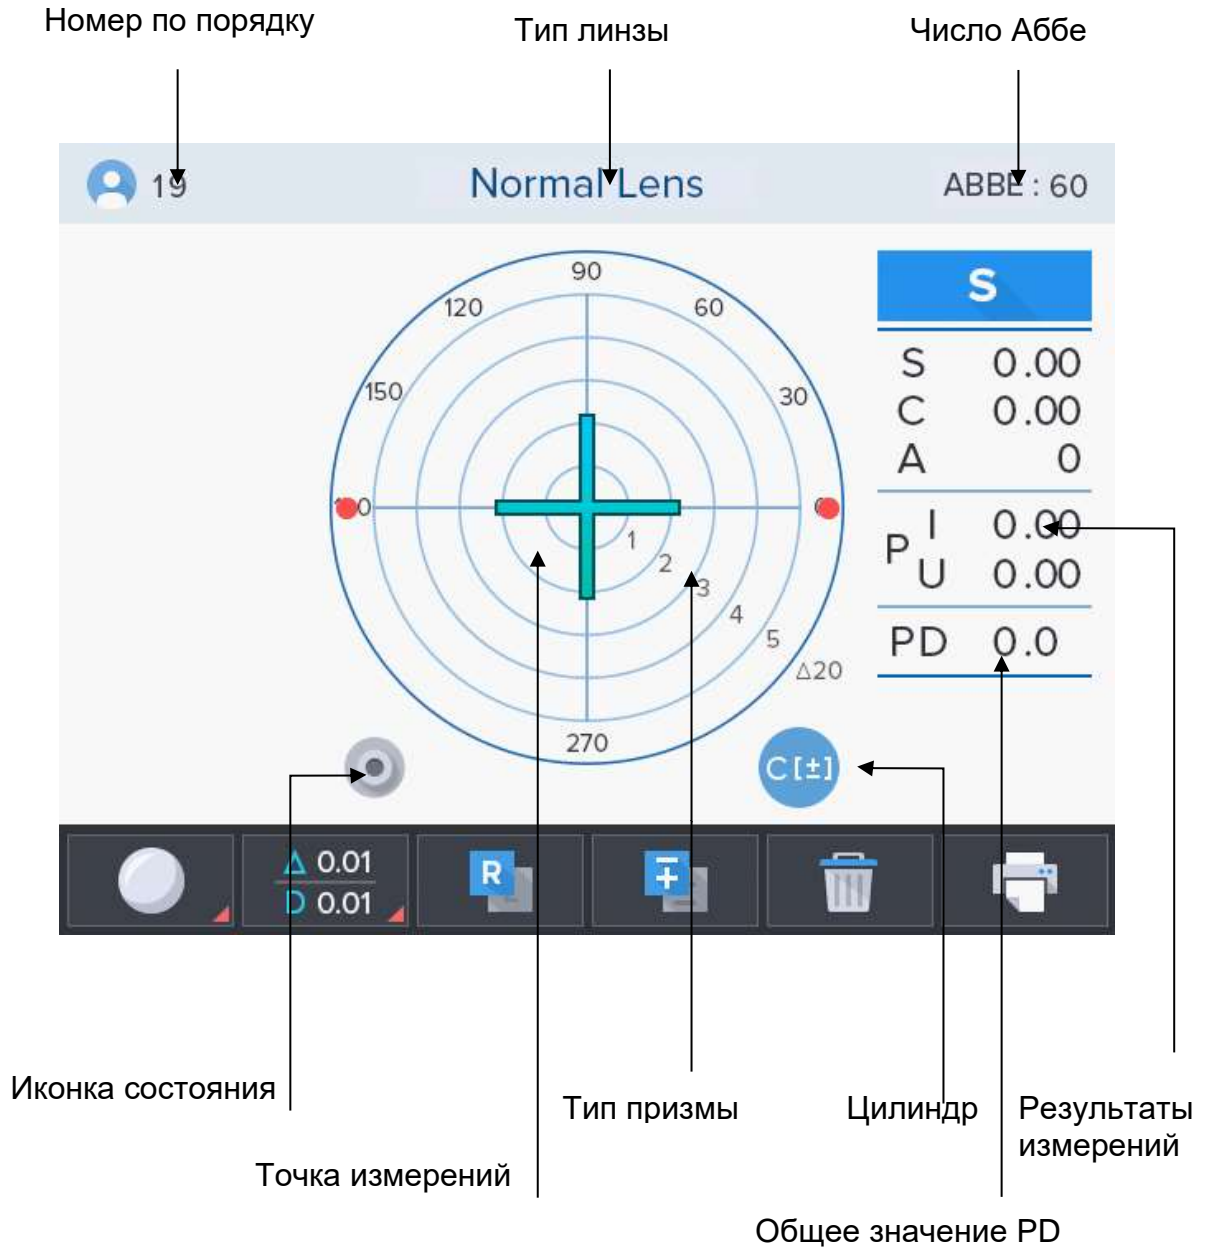 Номер по порядку
Тип линзы
Число Аббе
19
Normal Lens
ABBE : 60
90
120
60
150
30
180
0
1
2
3
4
5
Δ20
270
S
S 0.00
C 0.00
A 0
P I 0.00
U 0.00
PD 0.0
C[±]
Δ 0.01
D 0.01
R
L
Иконка состояния
Тип призмы
Цилиндр
Результаты
измерений
Точка измерений
Общее значение PD